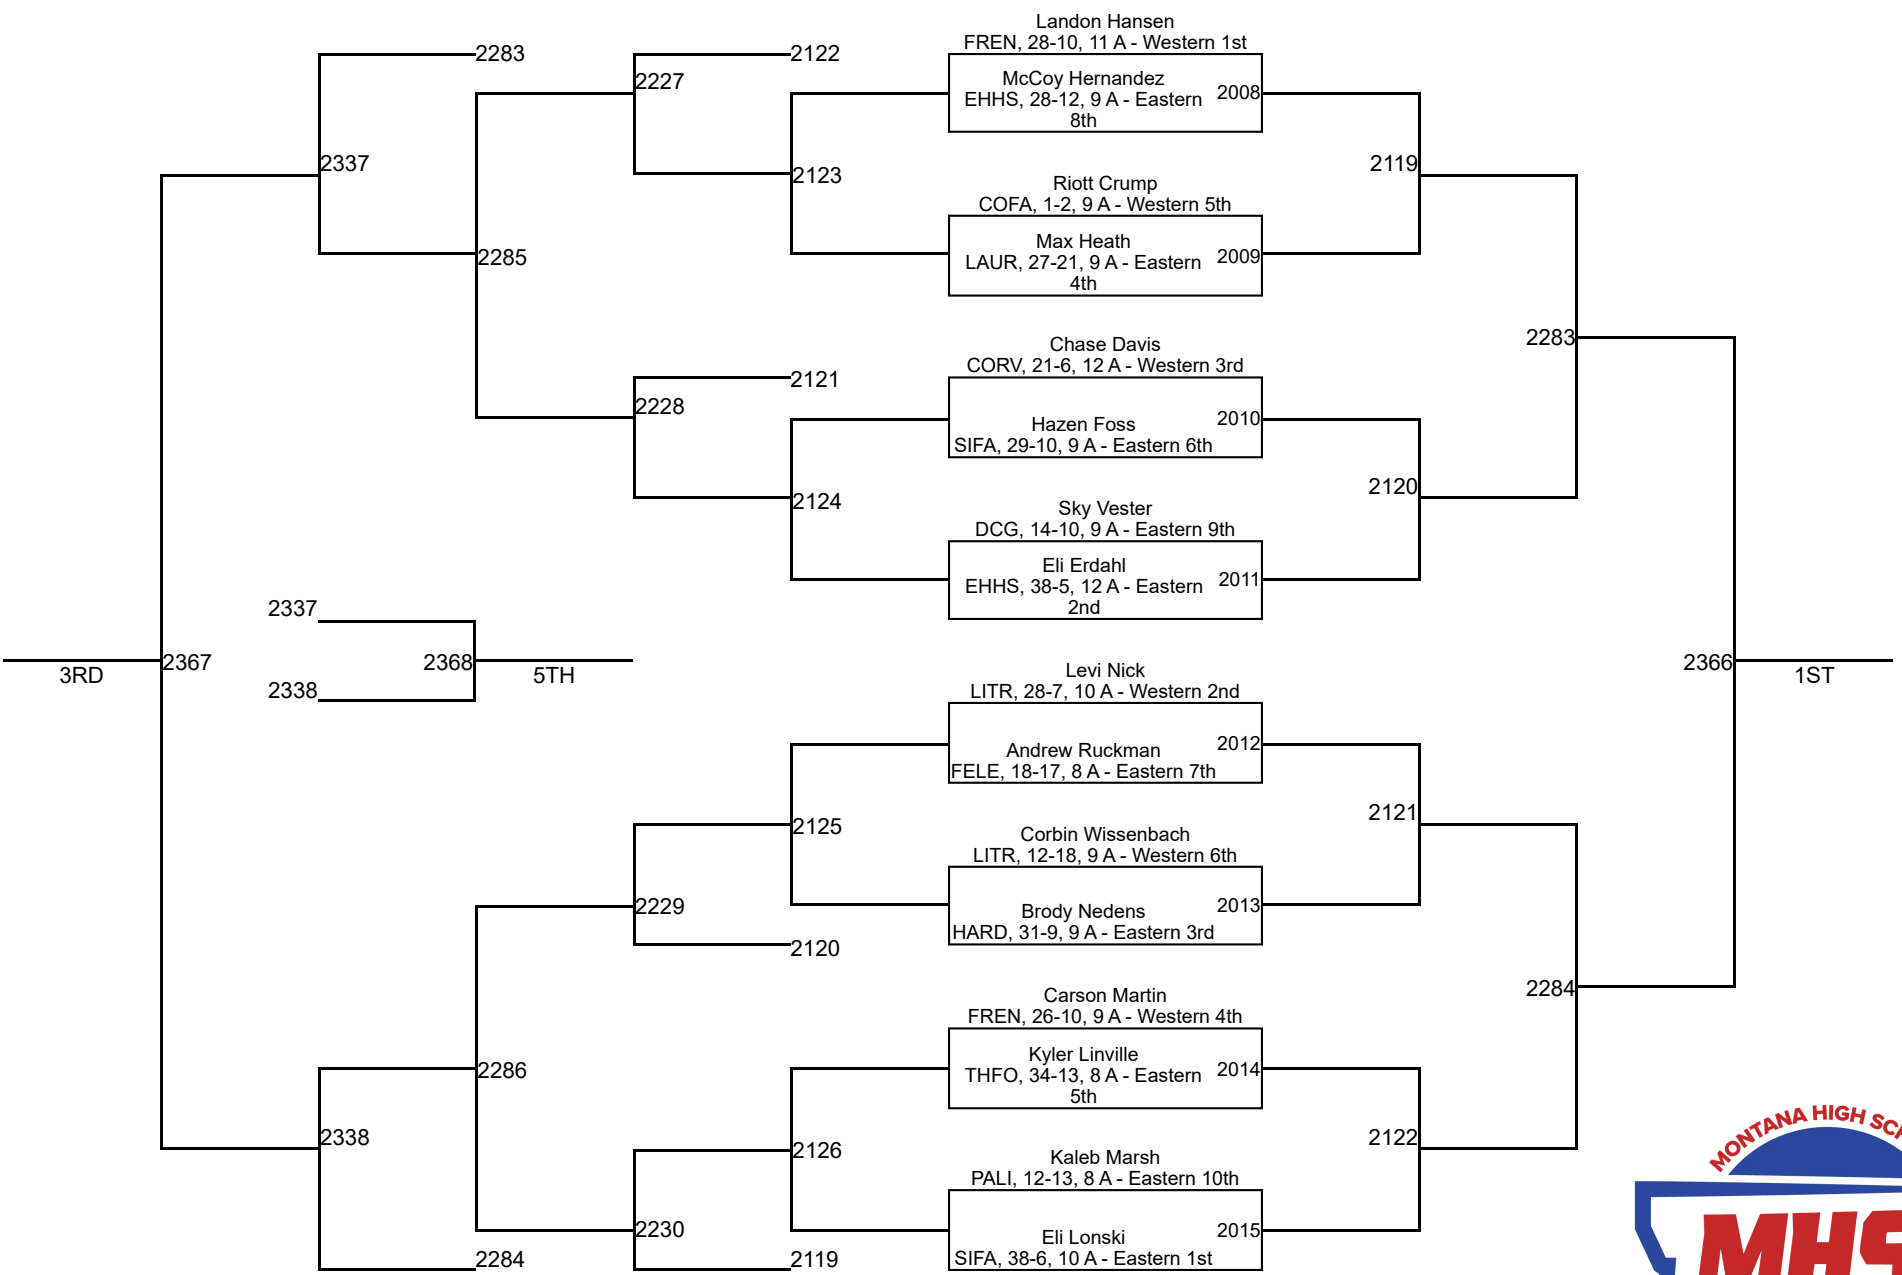 Landon Hansen
FREN, 28-10, 11 A - Western 1st
2283
2122
2227
McCoy Hernandez
EHHS, 28-12, 9 A - Eastern
8th
2008
2337
2123
2119
Riott Crump
COFA, 1-2, 9 A - Western 5th
2285
Max Heath
LAUR, 27-21, 9 A - Eastern
4th
2009
2283
Chase Davis
CORV, 21-6, 12 A - Western 3rd
2121
2228
Hazen Foss
SIFA, 29-10, 9 A - Eastern 6th
2010
2124
2120
Sky Vester
DCG, 14-10, 9 A - Eastern 9th
Eli Erdahl
EHHS, 38-5, 12 A - Eastern
2nd
2011
2337
2367
3RD
2368
5TH
2338
2366
1ST
Levi Nick
LITR, 28-7, 10 A - Western 2nd
Andrew Ruckman
FELE, 18-17, 8 A - Eastern 7th
2012
2125
2121
Corbin Wissenbach
LITR, 12-18, 9 A - Western 6th
2229
Brody Nedens
HARD, 31-9, 9 A - Eastern 3rd
2013
2120
2284
Carson Martin
FREN, 26-10, 9 A - Western 4th
2286
Kyler Linville
THFO, 34-13, 8 A - Eastern
5th
2014
2338
2126
2122
Kaleb Marsh
PALI, 12-13, 8 A - Eastern 10th
2230
Eli Lonski
SIFA, 38-6, 10 A - Eastern 1st
2015
2284
2119
MONTANA HIGH SCH
MHS